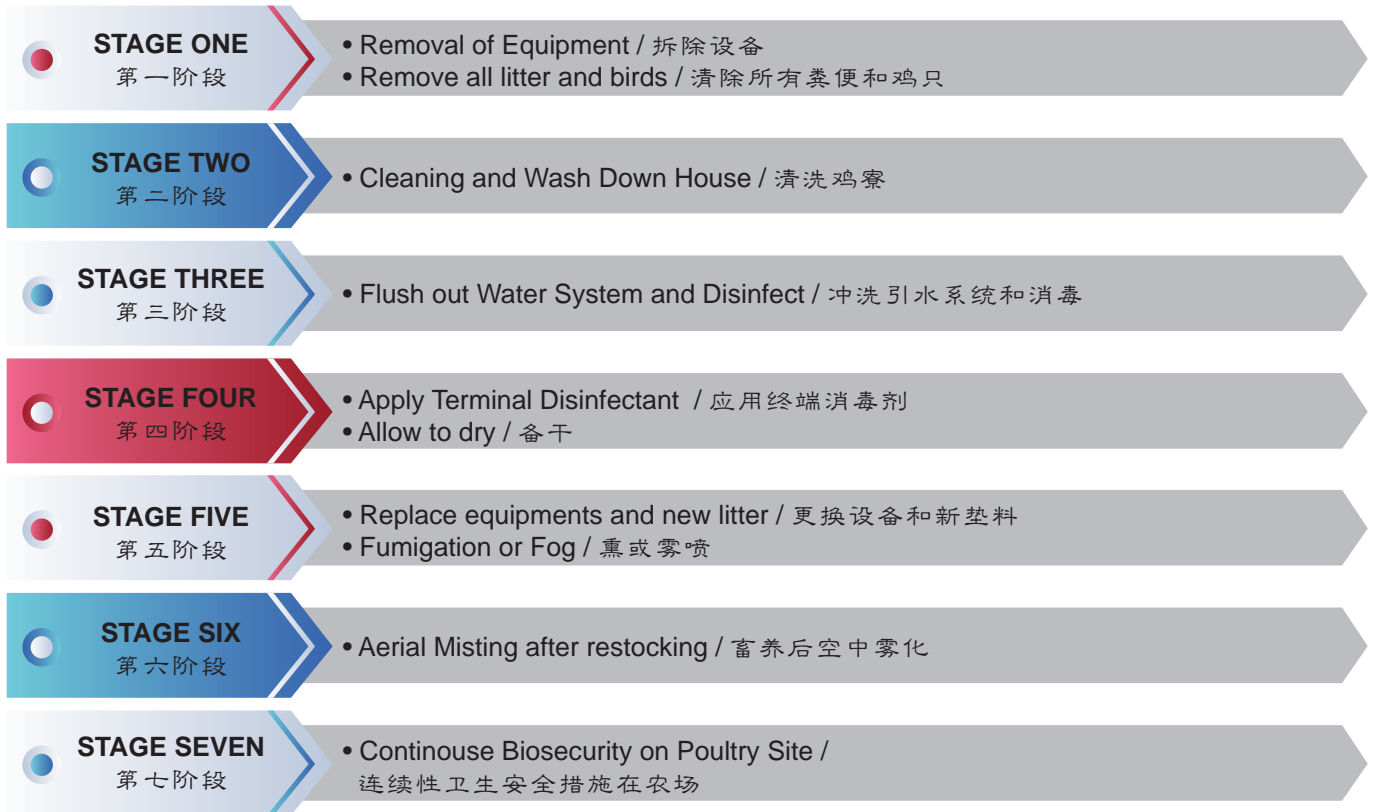 STAGE ONE
第一阶段
• Removal of Equipment / 拆除设备
• Remove all litter and birds / 清除所有粪便和鸡只
STAGE TWO
第二阶段
• Cleaning and Wash Down House / 清洗鸡寮
STAGE THREE
第三阶段
• Flush out Water System and Disinfect / 冲洗引水系统和消毒
STAGE FOUR
第四阶段
• Apply Terminal Disinfectant / 应用终端消毒剂
• Allow to dry / 备干
STAGE FIVE
第五阶段
• Replace equipments and new litter / 更换设备和新垫料
• Fumigation or Fog / 熏或雾喷
STAGE SIX
第六阶段
• Aerial Misting after restocking / 畜养后空中雾化
STAGE SEVEN
第七阶段
• Continouse Biosecurity on Poultry Site /
连续性卫生安全措施在农场